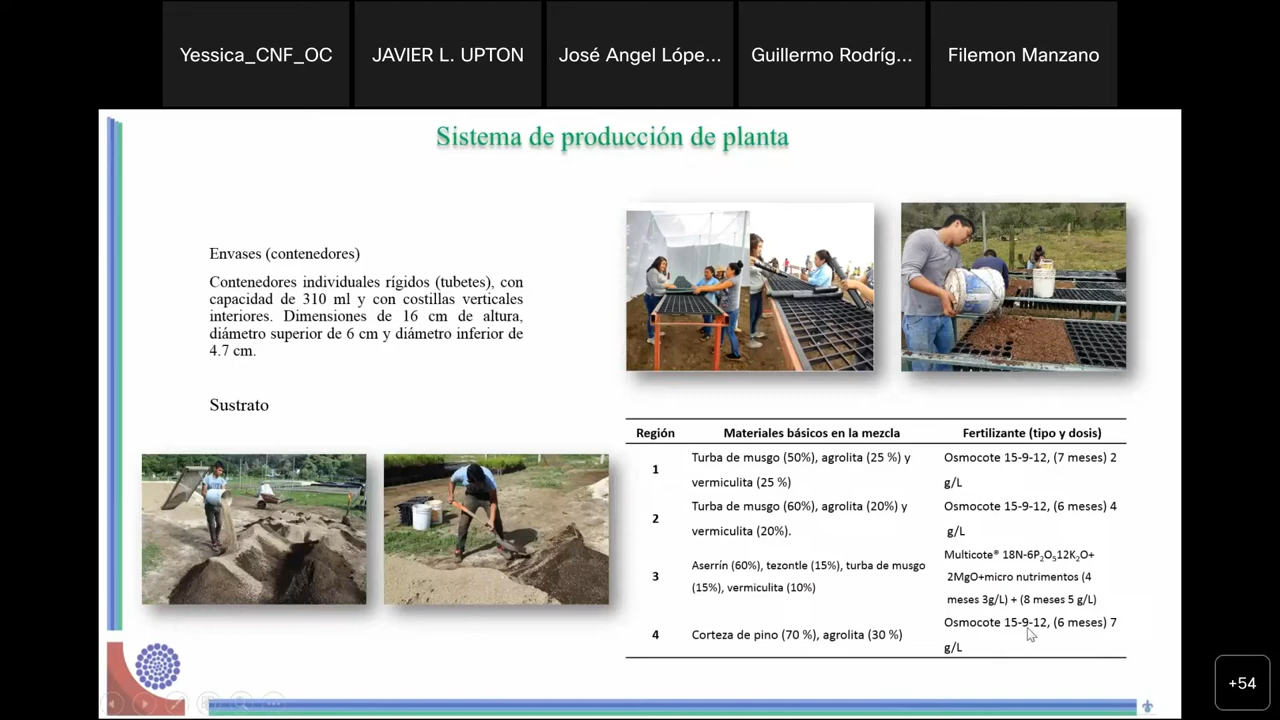 Yessica_CNF_OC
JAVIER L. UPTON
José Angel Lópe...
Guillermo Rodríg...
Filemon Manzano
Sistema de producción de planta
Envases (contenedores)
Contenedores individuales rígidos (tubetes), con
capacidad de 310 ml y con costillas verticales
interiores. Dimensiones de 16 cm de altura,
diámetro superior de 6 cm y diámetro inferior de
4.7 cm.
Sustrato
Región Materiales básicos en la mezcla Fertilizante (tipo y dosis)
1 Turba de musgo (50%), agrolita (25 %) y
vermiculita (25 %)
Osmocote 15-9-12, (7 meses) 2
g/L
2 Turba de musgo (60%), agrolita (20%) y
vermiculita (20%).
Osmocote 15-9-12, (6 meses) 4
g/L
3 Aserrín (60%), tezontle (15%), turba de musgo
(15%), vermiculita (10%)
Multicote® 18N-6P₂O₅12K₂O+
2MgO+micro nutrimentos (4
meses 3g/L) + (8 meses 5 g/L)
4 Corteza de pino (70 %), agrolita (30 %)
Osmocote 15-9-12, (6 meses) 7
g/L
+54